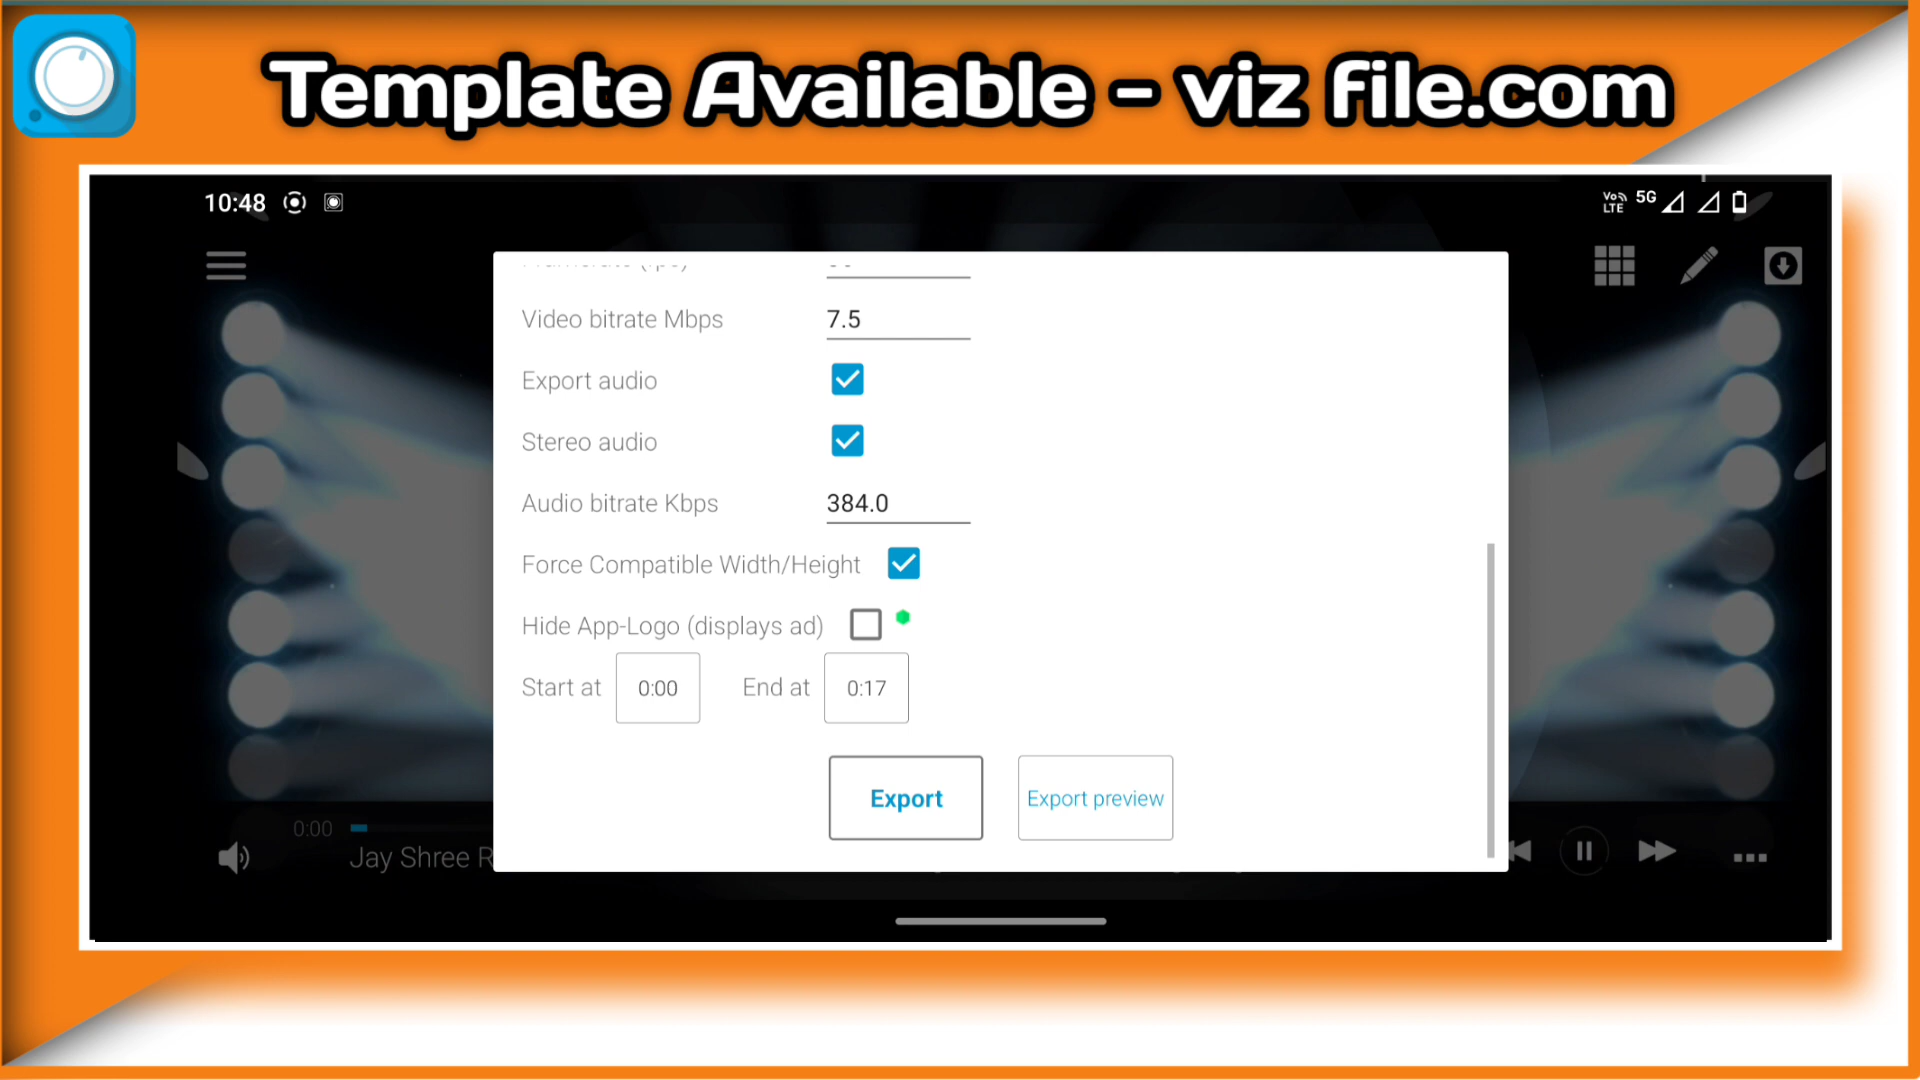 Template Available - viz file.com
10:48
Vo LTE 5G
Video bitrate Mbps 7.5
Export audio
Stereo audio
Audio bitrate Kbps 384.0
Force Compatible Width/Height
Hide App-Logo (displays ad)
Start at 0:00 End at 0:17
Export Export preview
0:00
Jay Shree R